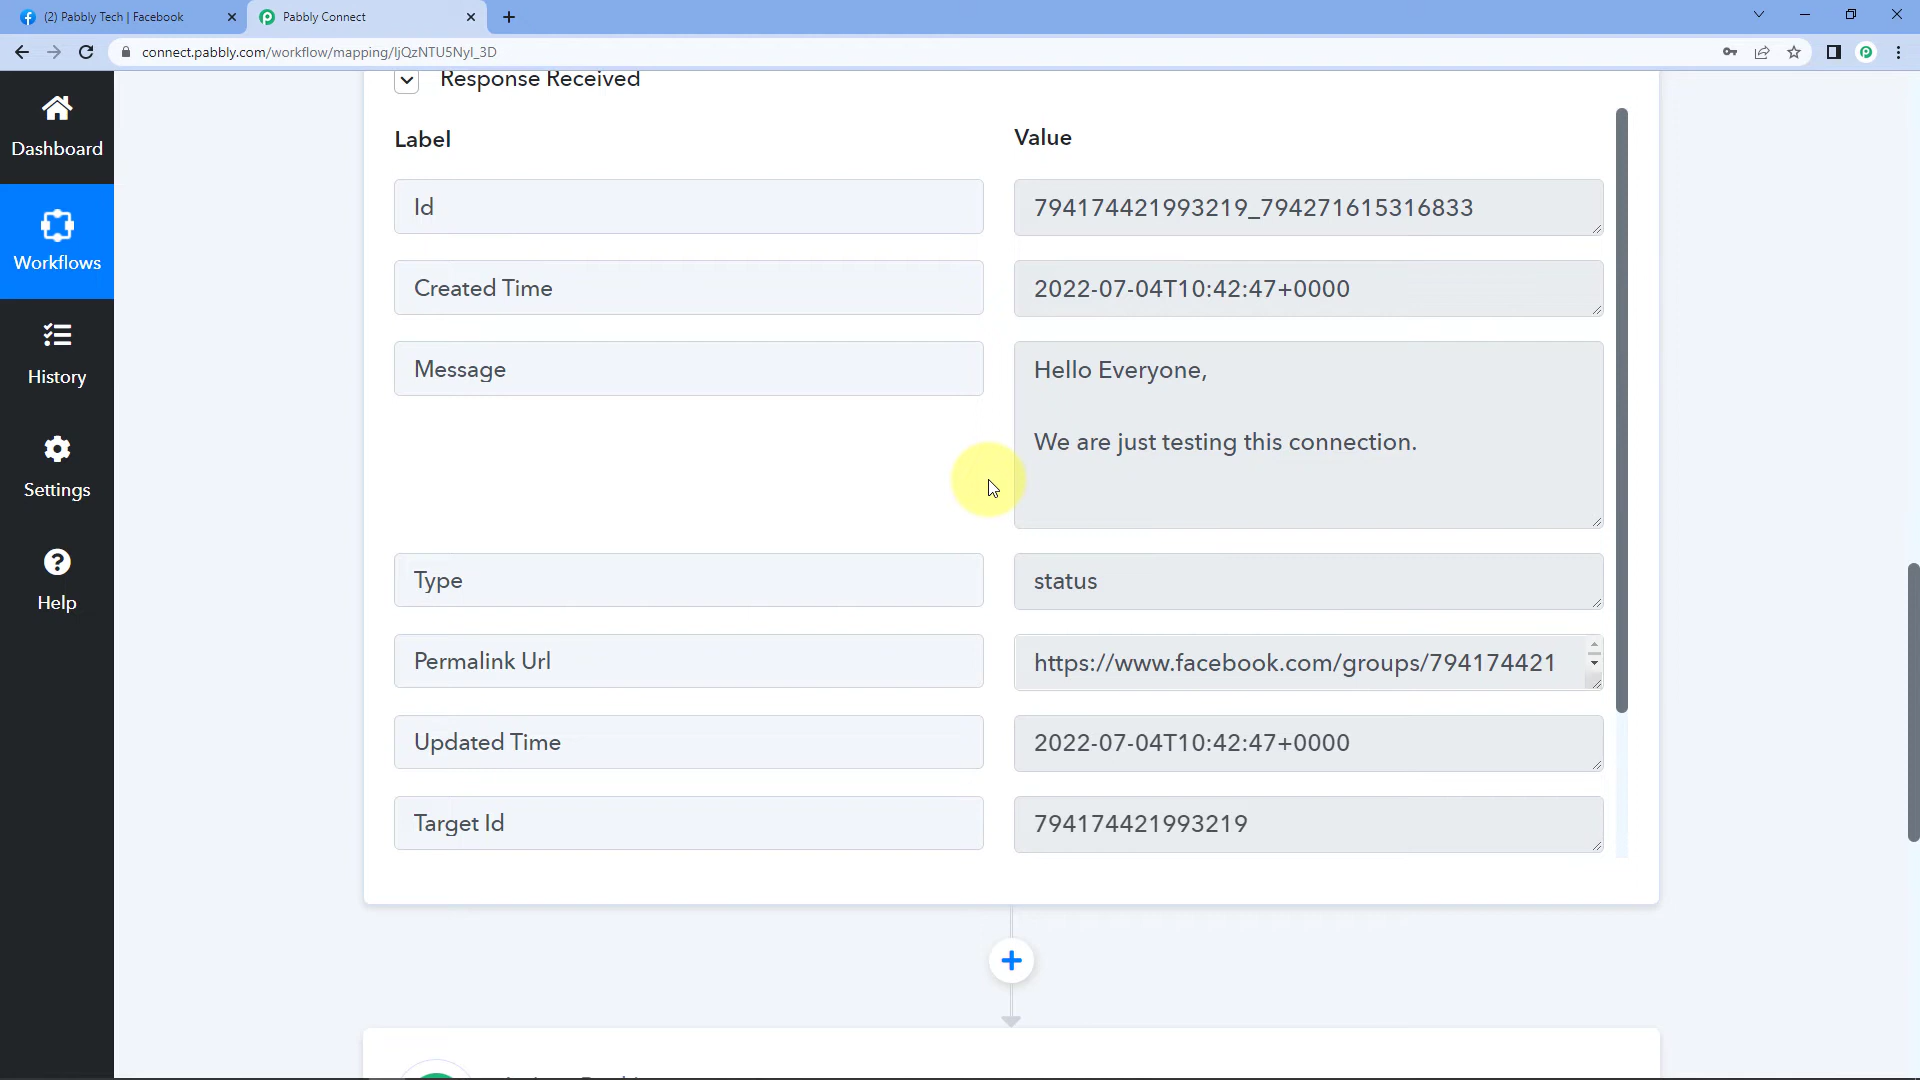 (2) Pabbly Tech | Facebook
Pabbly Connect
connect.pabbly.com/workflow/mapping/IjQzNTU5NyI_3D
Response Received
Dashboard
Workflows
History
Settings
Help
Label
Value
Id
794174421993219_794271615316833
Created Time
2022-07-04T10:42:47+0000
Message
Hello Everyone,
We are just testing this connection.
Type
status
Permalink Url
https://www.facebook.com/groups/794174421
Updated Time
2022-07-04T10:42:47+0000
Target Id
794174421993219